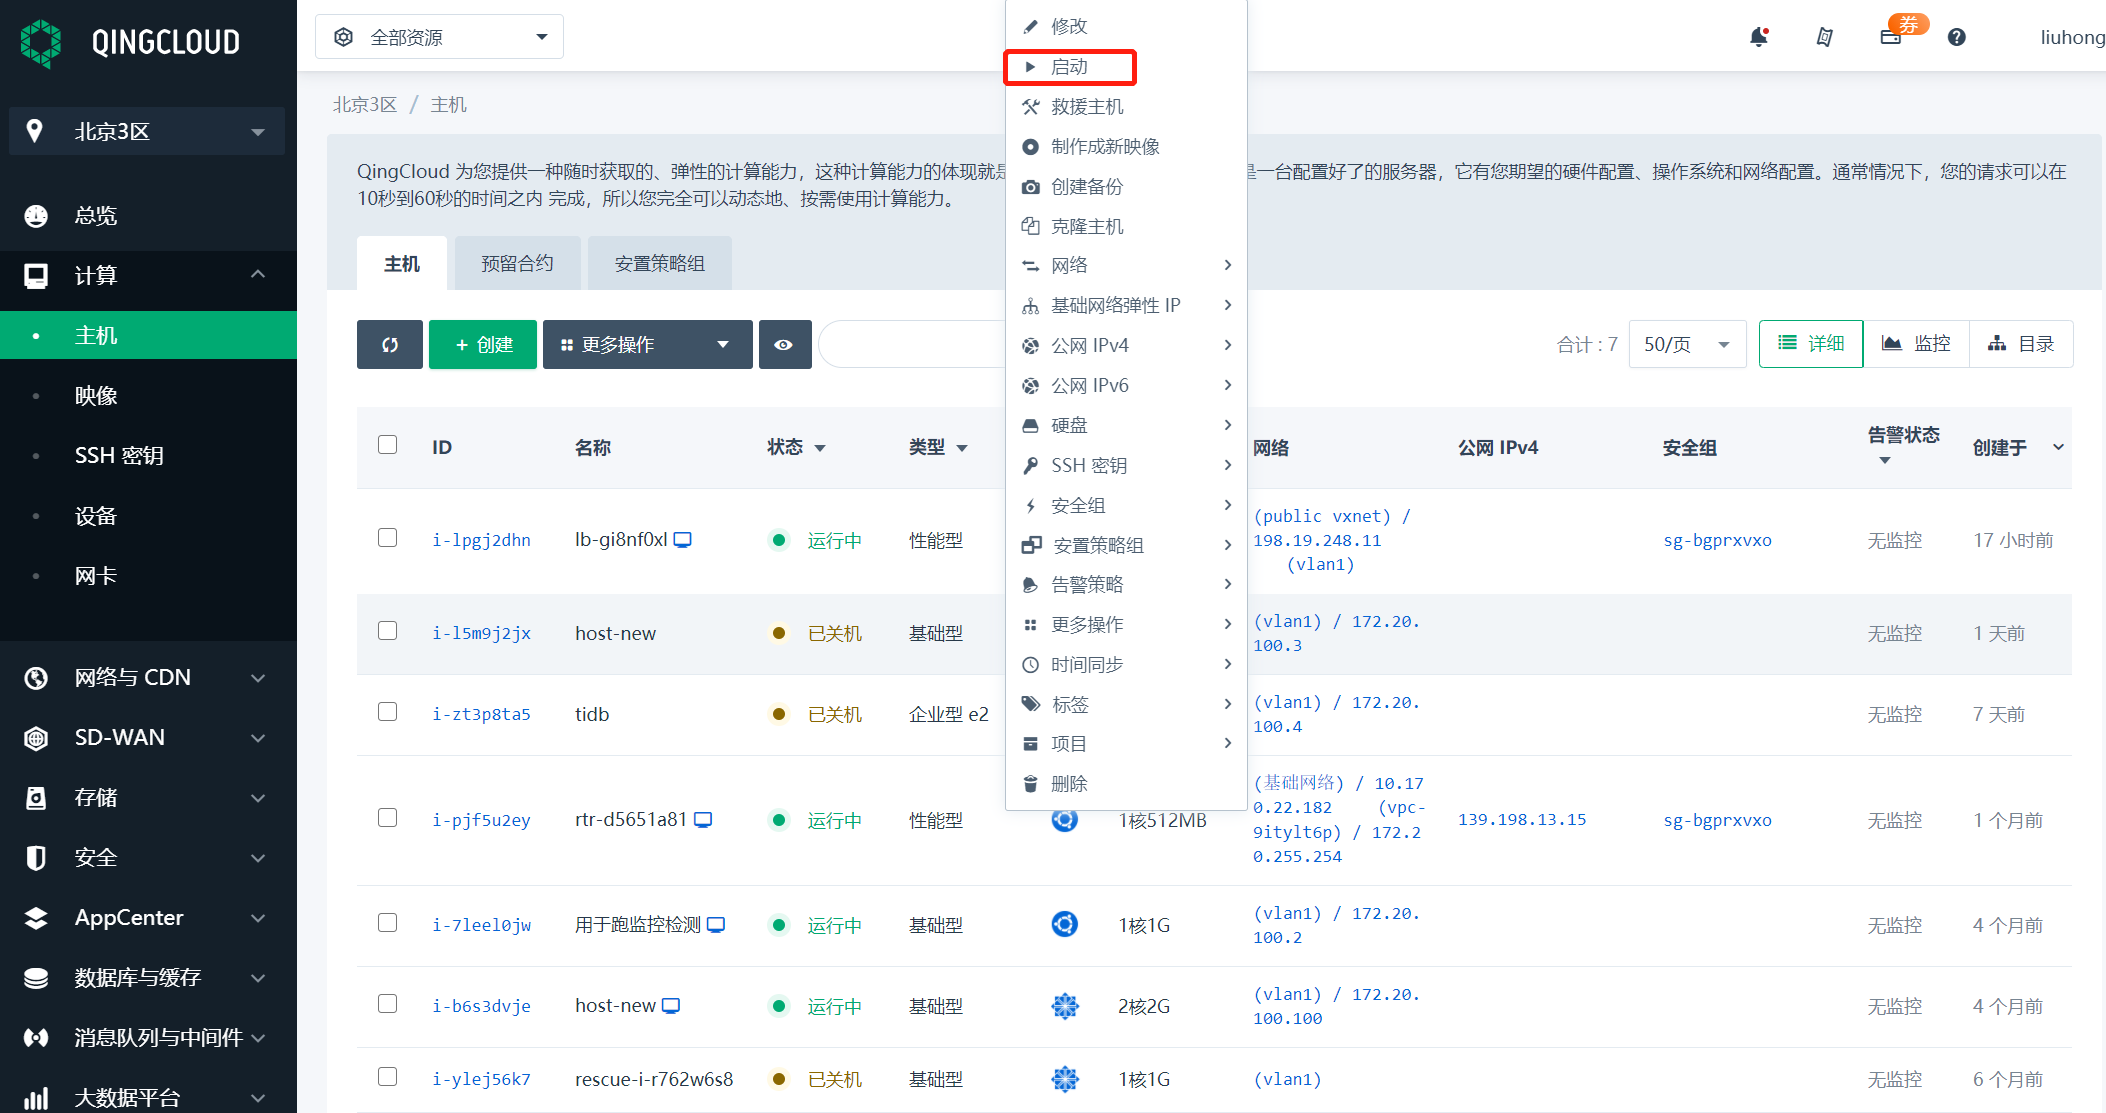 QINGCLOUD
全部资源
券
liuhong
北京3区
总览
计算
主机
映像
SSH 密钥
设备
网卡
网络与 CDN
SD-WAN
存储
安全
AppCenter
数据库与缓存
消息队列与中间件
大数据平台
北京3区 / 主机
QingCloud 为您提供一种随时获取的、弹性的计算能力，这种计算能力的体现就是
是一台配置好了的服务器，它有您期望的硬件配置、操作系统和网络配置。通常情况下，您的请求可以在
10秒到60秒的时间之内 完成，所以您完全可以动态地、按需使用计算能力。
主机 预留合约 安置策略组
+ 创建 更多操作
合计 : 7 50/页 详细 监控 目录
修改
启动
救援主机
制作成新映像
创建备份
克隆主机
网络
基础网络弹性 IP
公网 IPv4
公网 IPv6
硬盘
SSH 密钥
安全组
安置策略组
告警策略
更多操作
时间同步
标签
项目
删除
ID 名称 状态 类型 网络 公网 IPv4 安全组 告警状态 创建于
i-lpgj2dhn lb-gi8nf0xl 运行中 性能型 (public vxnet) /
198.19.248.11
(vlan1)
sg-bgprxvxo 无监控 17 小时前
i-l5m9j2jx host-new 已关机 基础型 (vlan1) / 172.20.
100.3
无监控 1 天前
i-zt3p8ta5 tidb 已关机 企业型 e2 (vlan1) / 172.20.
100.4
无监控 7 天前
i-pjf5u2ey rtr-d5651a81 运行中 性能型 1核512MB (基础网络) / 10.17
0.22.182 (vpc-
9itylt6p) / 172.2
0.255.254
139.198.13.15 sg-bgprxvxo 无监控 1 个月前
i-7leel0jw 用于跑监控检测 运行中 基础型 1核1G (vlan1) / 172.20.
100.2
无监控 4 个月前
i-b6s3dvje host-new 运行中 基础型 2核2G (vlan1) / 172.20.
100.100
无监控 4 个月前
i-ylej56k7 rescue-i-r762w6s8 已关机 基础型 1核1G (vlan1) 无监控 6 个月前